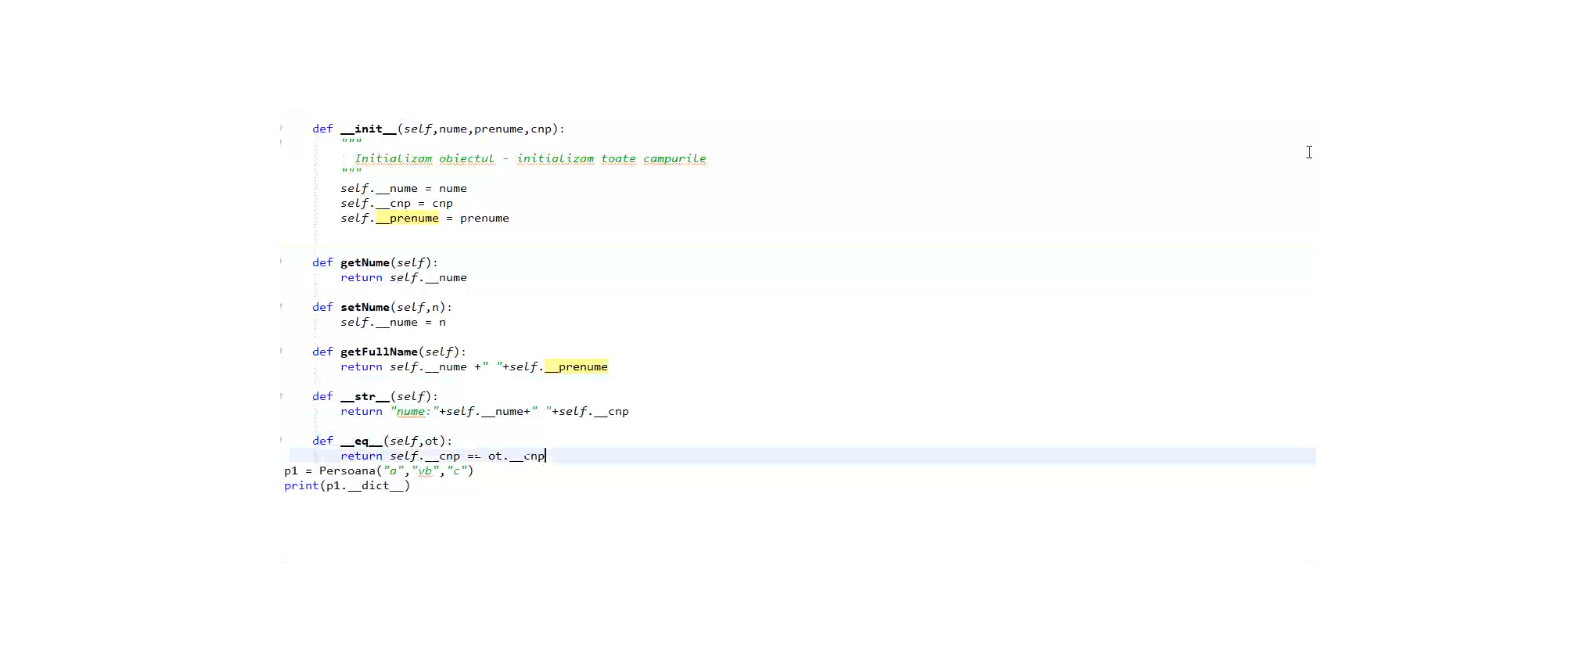 def __init__(self,nume,prenume,cnp):
"""
Initializam obiectul - initializam toate campurile
"""
self.__nume = nume
self.__cnp = cnp
self.__prenume = prenume
def getNume(self):
return self.__nume
def setNume(self,n):
self.__nume = n
def getFullName(self):
return self.__nume +" "+self.__prenume
def __str__(self):
return "nume:"+self.__nume+" "+self.__cnp
def __eq__(self,ot):
return self.__cnp == ot.__cnp
p1 = Persoana("a","vb","c")
print(p1.__dict__)